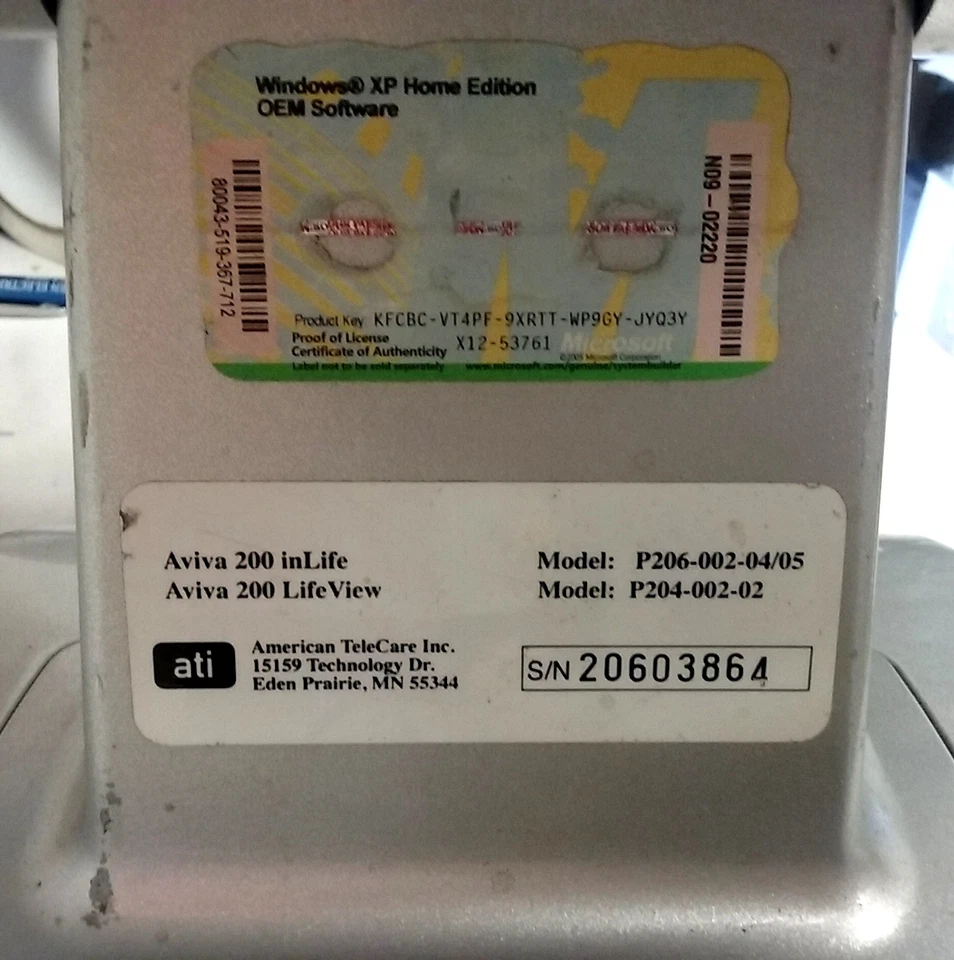 Windows® XP Home Edition
OEM Software
80043-519-367-712
N09-02220
Product Key KFCBC-VT4PF-9XRTT-WP9GY-JYQ3Y
Proof of License
Certificate of Authenticity
X12-53761
Microsoft
©2005 Microsoft Corporation
Label not to be sold separately www.microsoft.com/genuine/systembuilder
Aviva 200 inLife Model: P206-002-04/05
Aviva 200 LifeView Model: P204-002-02
ati
American TeleCare Inc.
15159 Technology Dr.
Eden Prairie, MN 55344
S/N 20603864